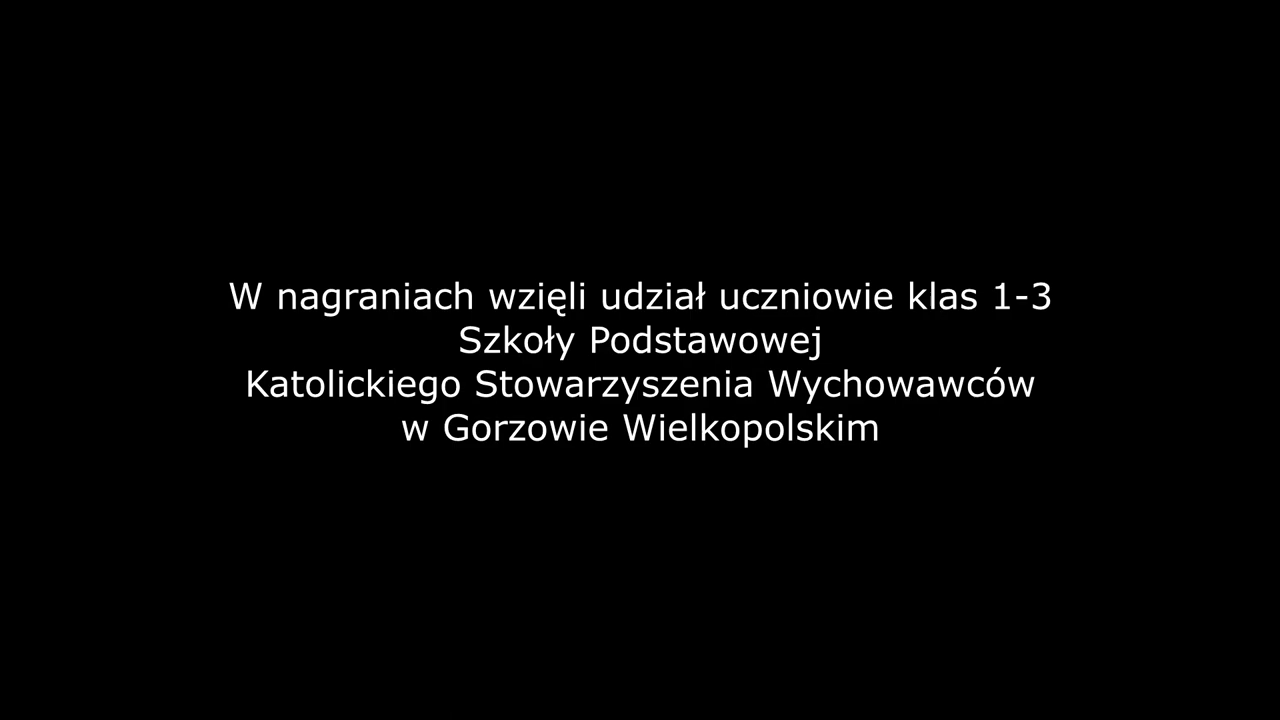 W nagraniach wzięli udział uczniowie klas 1-3
Szkoły Podstawowej
Katolickiego Stowarzyszenia Wychowawców
w Gorzowie Wielkopolskim